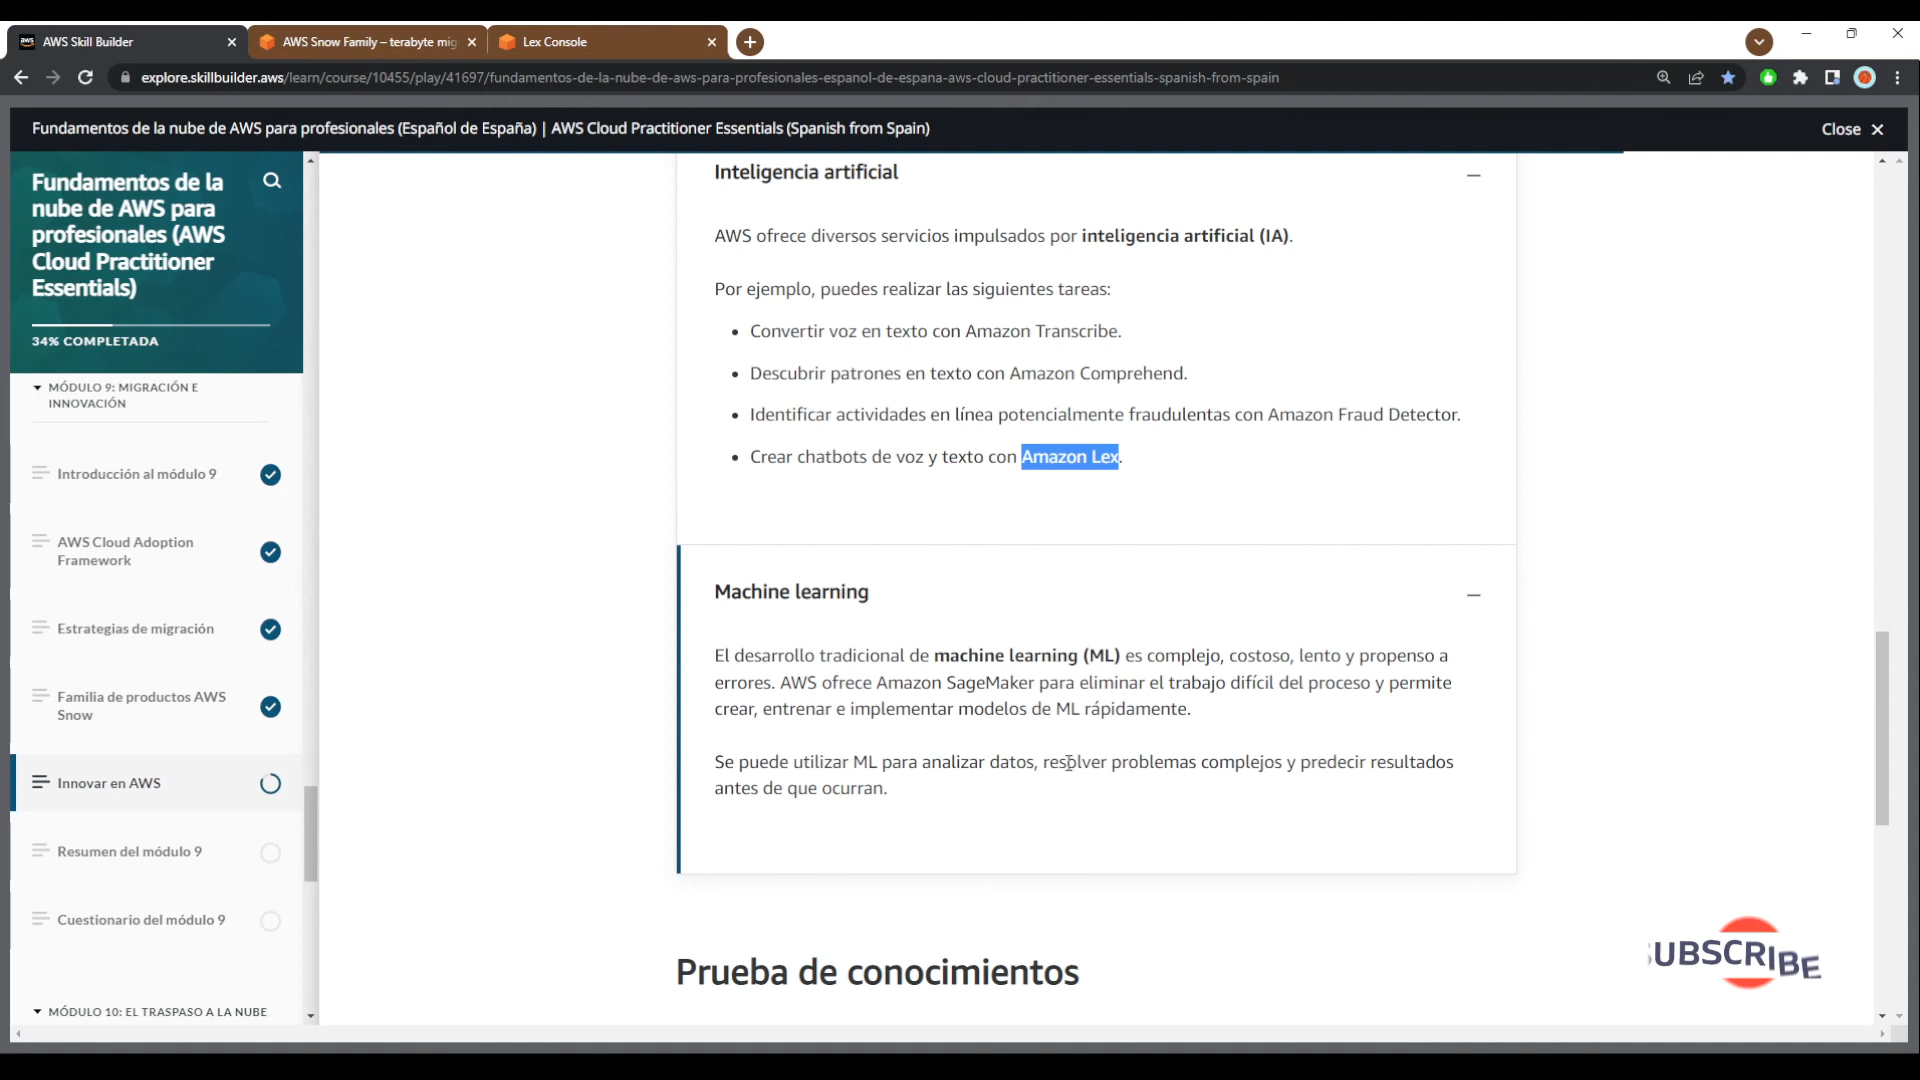 AWS Skill Builder
AWS Snow Family – terabyte mig
Lex Console
explore.skillbuilder.aws/learn/course/10455/play/41697/fundamentos-de-la-nube-de-aws-para-profesionales-espanol-de-espana-aws-cloud-practitioner-essentials-spanish-from-spain
Fundamentos de la nube de AWS para profesionales (Español de España) | AWS Cloud Practitioner Essentials (Spanish from Spain)
Close
Fundamentos de la
nube de AWS para
profesionales (AWS
Cloud Practitioner
Essentials)
34% COMPLETADA
MÓDULO 9: MIGRACIÓN E
INNOVACIÓN
Introducción al módulo 9
AWS Cloud Adoption
Framework
Estrategias de migración
Familia de productos AWS
Snow
Innovar en AWS
Resumen del módulo 9
Cuestionario del módulo 9
MÓDULO 10: EL TRASPASO A LA NUBE
Inteligencia artificial
AWS ofrece diversos servicios impulsados por inteligencia artificial (IA).
Por ejemplo, puedes realizar las siguientes tareas:
• Convertir voz en texto con Amazon Transcribe.
• Descubrir patrones en texto con Amazon Comprehend.
• Identificar actividades en línea potencialmente fraudulentas con Amazon Fraud Detector.
• Crear chatbots de voz y texto con Amazon Lex.
Machine learning
El desarrollo tradicional de machine learning (ML) es complejo, costoso, lento y propenso a
errores. AWS ofrece Amazon SageMaker para eliminar el trabajo difícil del proceso y permite
crear, entrenar e implementar modelos de ML rápidamente.
Se puede utilizar ML para analizar datos, resolver problemas complejos y predecir resultados
antes de que ocurran.
Prueba de conocimientos
UBSCRIBE